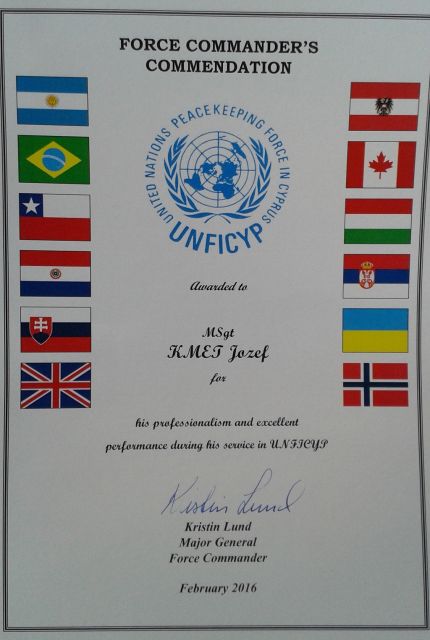 FORCE COMMANDER'S
COMMENDATION
UNITED NATIONS PEACEKEEPING FORCE IN CYPRUS
UNFICYP
Awarded to
MSgt
KMET Jozef
for
his professionalism and excellent
performance during his service in UNFICYP
Kristin Lund
Kristin Lund
Major General
Force Commander
February 2016